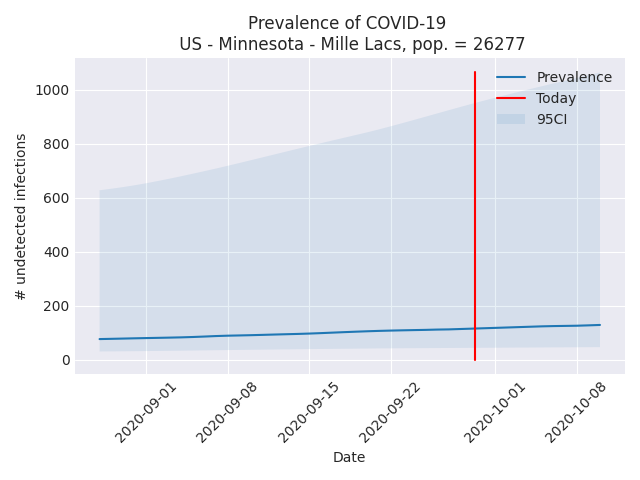 Prevalence of COVID-19
US - Minnesota - Mille Lacs, pop. = 26277
Prevalence
Today
95CI
1000
800
600
400
200
0
# undetected infections
2020-09-01
2020-09-08
2020-09-15
2020-09-22
2020-10-01
2020-10-08
Date